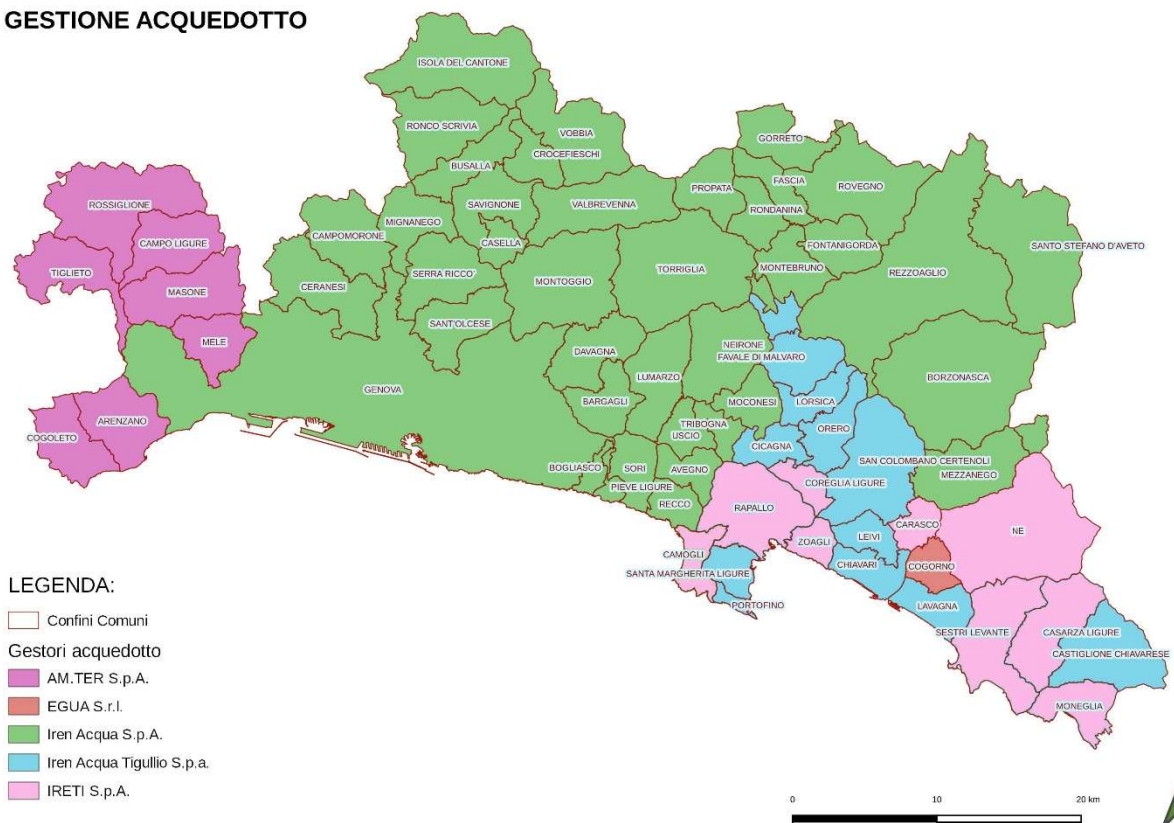 GESTIONE ACQUEDOTTO
ISOLA DEL CANTONE
RONCO SCRIVIA
VOBBIA
GORRETO
BUSALLA
CROCEFIESCHI
FASCIA
ROVEGNO
PROPATA
ROSSIGLIONE
SAVIGNONE
VALBREVENNA
RONDANINA
MIGNANEGO
CAMPOMORONE
CAMPO LIGURE
CASELLA
FONTANIGORDA
SANTO STEFANO D'AVETO
TIGLIETO
SERRA RICCO'
TORRIGLIA
MONTEBRUNO
REZZOAGLIO
MASONE
CERANESI
MONTOGGIO
SANT'OLCESE
MELE
NEIRONE
DAVAGNA
FAVALE DI MALVARO
LUMARZO
BORZONASCA
GENOVA
BARGAGLI
MOCONESI
LORSICA
ARENZANO
TRIBOGNA
ORERO
COGOLETO
USCIO
CICAGNA
SAN COLOMBANO CERTENOLI
BOGLIASCO
SORI
AVEGNO
MEZZANEGO
PIEVE LIGURE
COREGLIA LIGURE
RECCO
RAPALLO
CARASCO
NE
ZOAGLI
LEIVI
CAMOGLI
CHIAVARI
COGORNO
SANTA MARGHERITA LIGURE
PORTOFINO
LAVAGNA
SESTRI LEVANTE
CASARZA LIGURE
CASTIGLIONE CHIAVARESE
MONEGLIA
LEGENDA:
Confini Comuni
Gestori acquedotto
AM.TER S.p.A.
EGUA S.r.l.
Iren Acqua S.p.A.
Iren Acqua Tigullio S.p.a.
IRETI S.p.A.
0 10 20 km